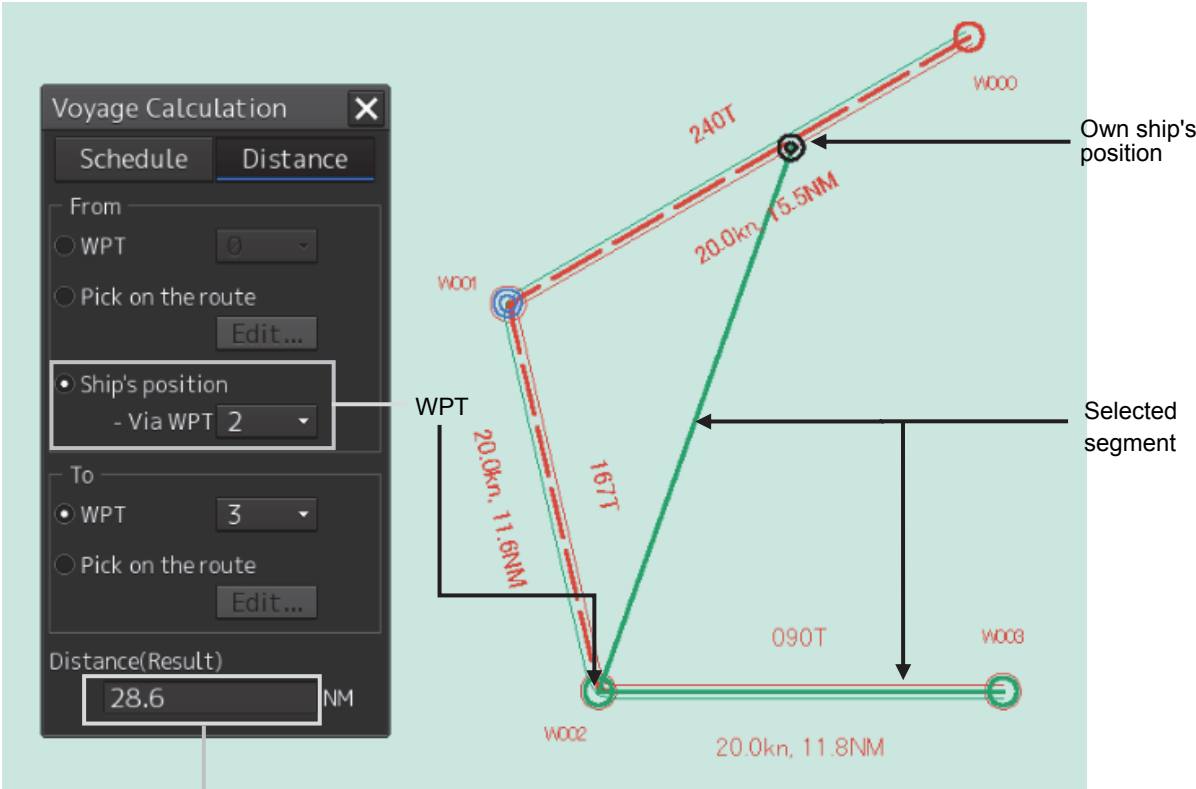 Voyage Calculation
Schedule Distance
From
WPT 0
Pick on the route
Edit...
Ship's position
- Via WPT 2
To
WPT 3
Pick on the route
Edit...
Distance(Result)
28.6 NM
WPT
W000
240T
20.0kn, 15.5NM
Own ship's
position
W001
20.0kn, 11.6NM
167T
Selected
segment
W002
090T
W003
20.0kn, 11.8NM